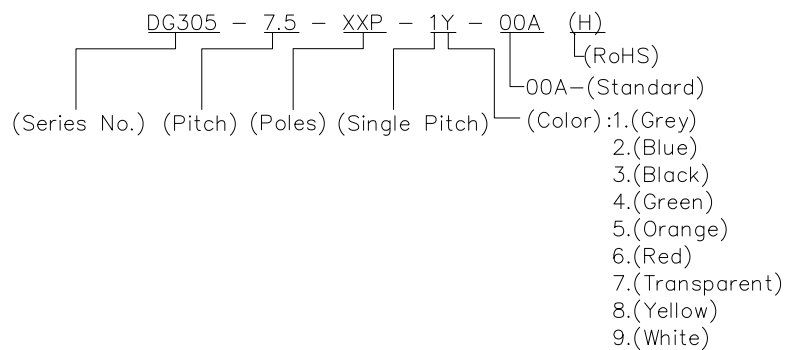 DG305 - 7.5 - XXP - 1Y - 00A (H)
(RoHS)
00A-(Standard)
(Series No.) (Pitch) (Poles) (Single Pitch) (Color):1.(Grey)
2.(Blue)
3.(Black)
4.(Green)
5.(Orange)
6.(Red)
7.(Transparent)
8.(Yellow)
9.(White)